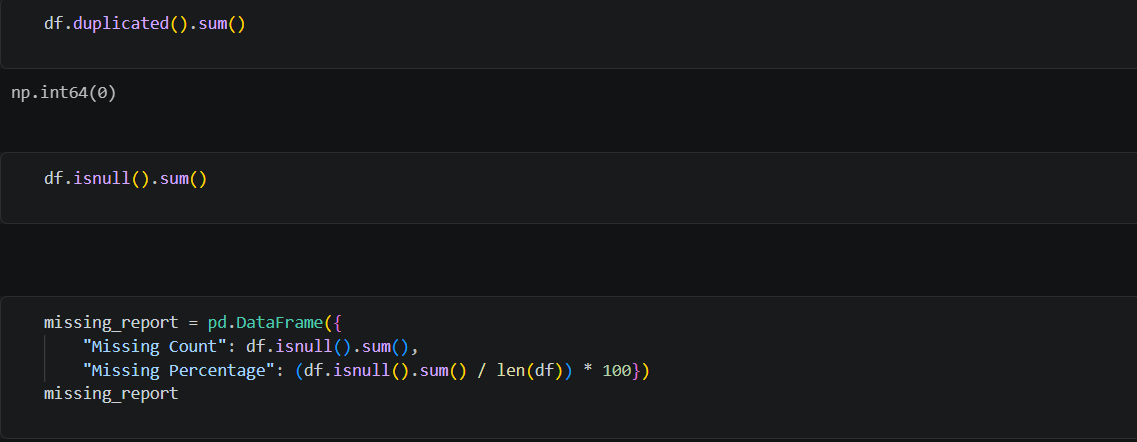 df.duplicated().sum()
np.int64(0)
df.isnull().sum()
missing_report = pd.DataFrame({
    "Missing Count": df.isnull().sum(),
    "Missing Percentage": (df.isnull().sum() / len(df)) * 100})
missing_report